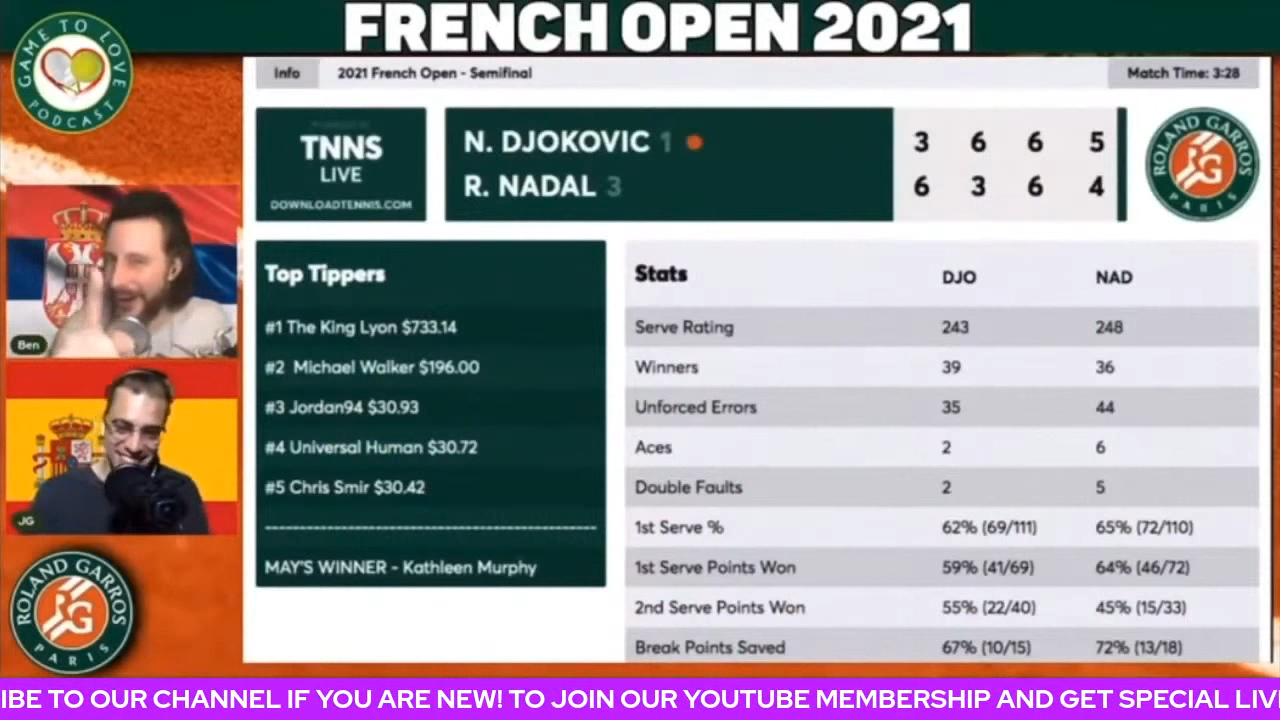 FRENCH OPEN 2021
GAME TO LOVE
PODCAST
Info 2021 French Open - Semifinal Match Time: 3:28
TNNS
LIVE
DOWNLOADTENNIS.COM
N. DJOKOVIC 1 3 6 6 5
R. NADAL 3 6 3 6 4
ROLAND GARROS
PARIS
Top Tippers
#1 The King Lyon $733.14
#2 Michael Walker $196.00
#3 Jordan94 $30.93
#4 Universal Human $30.72
#5 Chris Smir $30.42
MAY'S WINNER - Kathleen Murphy
Stats DJO NAD
Serve Rating 243 248
Winners 39 36
Unforced Errors 35 44
Aces 2 6
Double Faults 2 5
1st Serve % 62% (69/111) 65% (72/110)
1st Serve Points Won 59% (41/69) 64% (46/72)
2nd Serve Points Won 55% (22/40) 45% (15/33)
Break Points Saved 67% (10/15) 72% (13/18)
Ben
JG
ROLAND GARROS
PARIS
IBE TO OUR CHANNEL IF YOU ARE NEW! TO JOIN OUR YOUTUBE MEMBERSHIP AND GET SPECIAL LIV